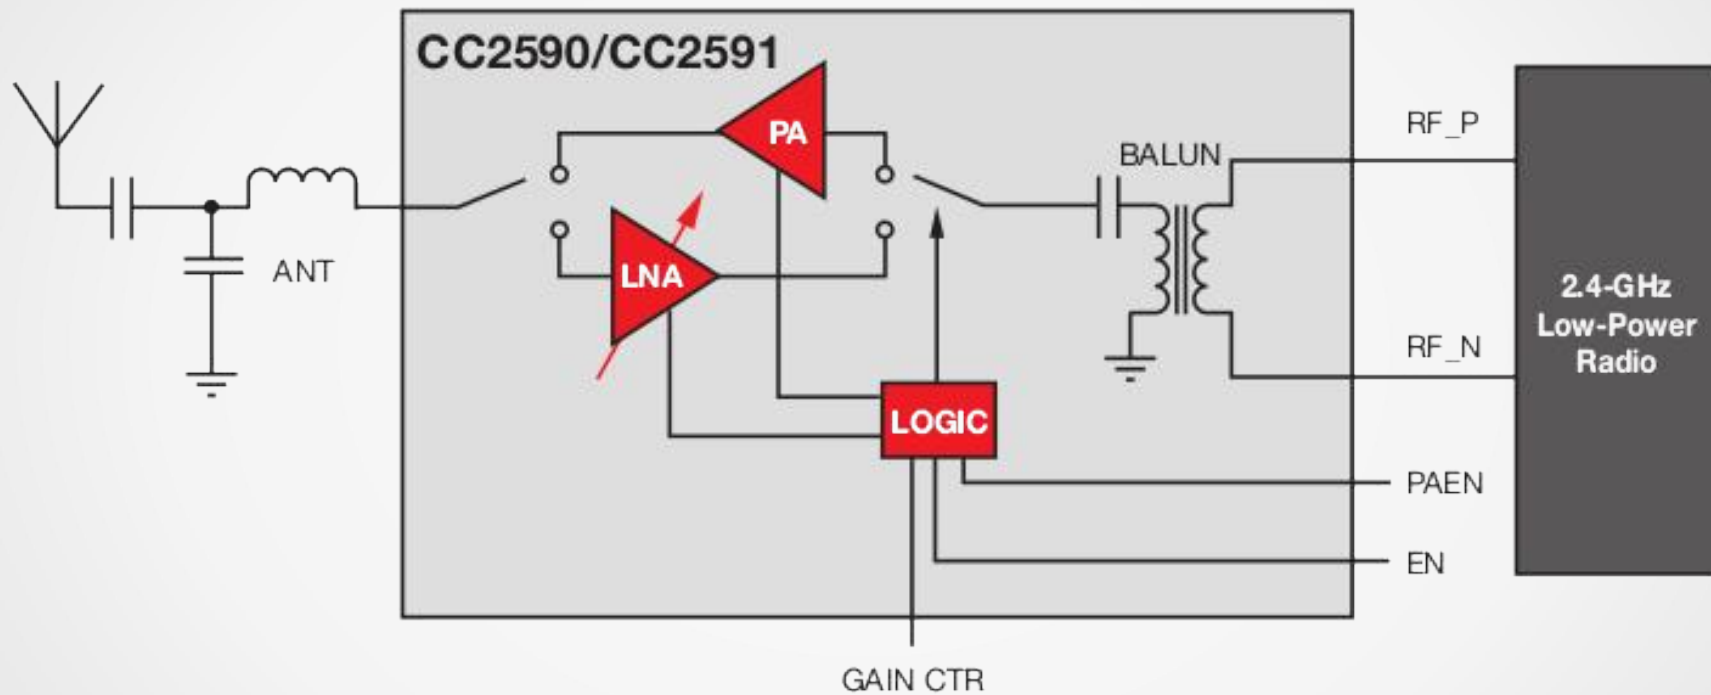 CC2590/CC2591
PA
BALUN
RF_P
ANT
LNA
2.4-GHz
Low-Power
Radio
RF_N
LOGIC
PAEN
EN
GAIN CTR